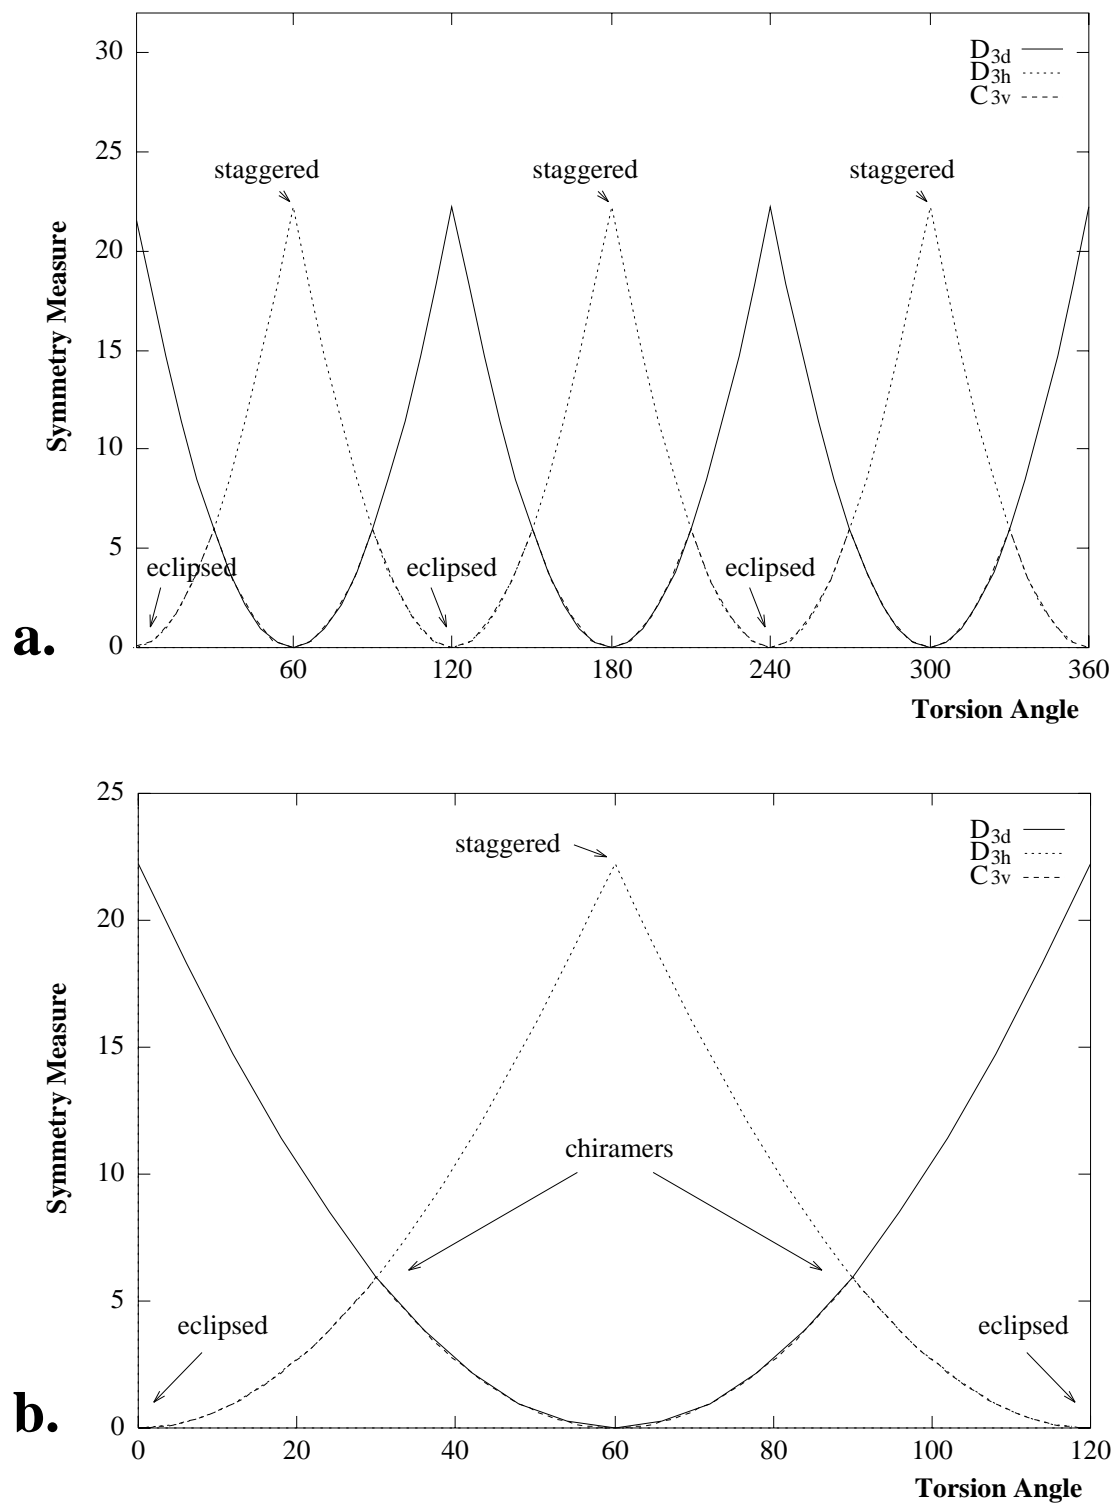 30
D3d
D3h
C3v
25
staggered staggered staggered
20
Symmetry Measure
15
10
5
eclipsed eclipsed eclipsed
a.
0
60 120 180 240 300 360
Torsion Angle
25
D3d
D3h
C3v
staggered
20
Symmetry Measure
15
chiramers
10
5
eclipsed eclipsed
b.
0
0 20 40 60 80 100 120
Torsion Angle